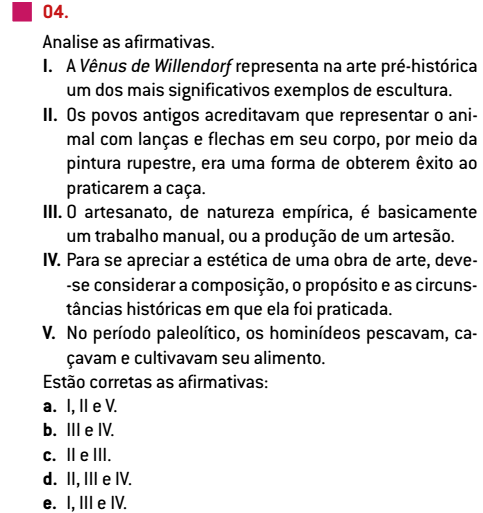 04.
Analise as afirmativas.
I. A Vênus de Willendorf representa na arte pré-histórica
um dos mais significativos exemplos de escultura.
II. Os povos antigos acreditavam que representar o ani-
mal com lanças e flechas em seu corpo, por meio da
pintura rupestre, era uma forma de obterem êxito ao
praticarem a caça.
III. O artesanato, de natureza empírica, é basicamente
um trabalho manual, ou a produção de um artesão.
IV. Para se apreciar a estética de uma obra de arte, deve-
-se considerar a composição, o propósito e as circuns-
tâncias históricas em que ela foi praticada.
V. No período paleolítico, os hominídeos pescavam, ca-
çavam e cultivavam seu alimento.
Estão corretas as afirmativas:
a. I, II e V.
b. III e IV.
c. II e III.
d. II, III e IV.
e. I, III e IV.